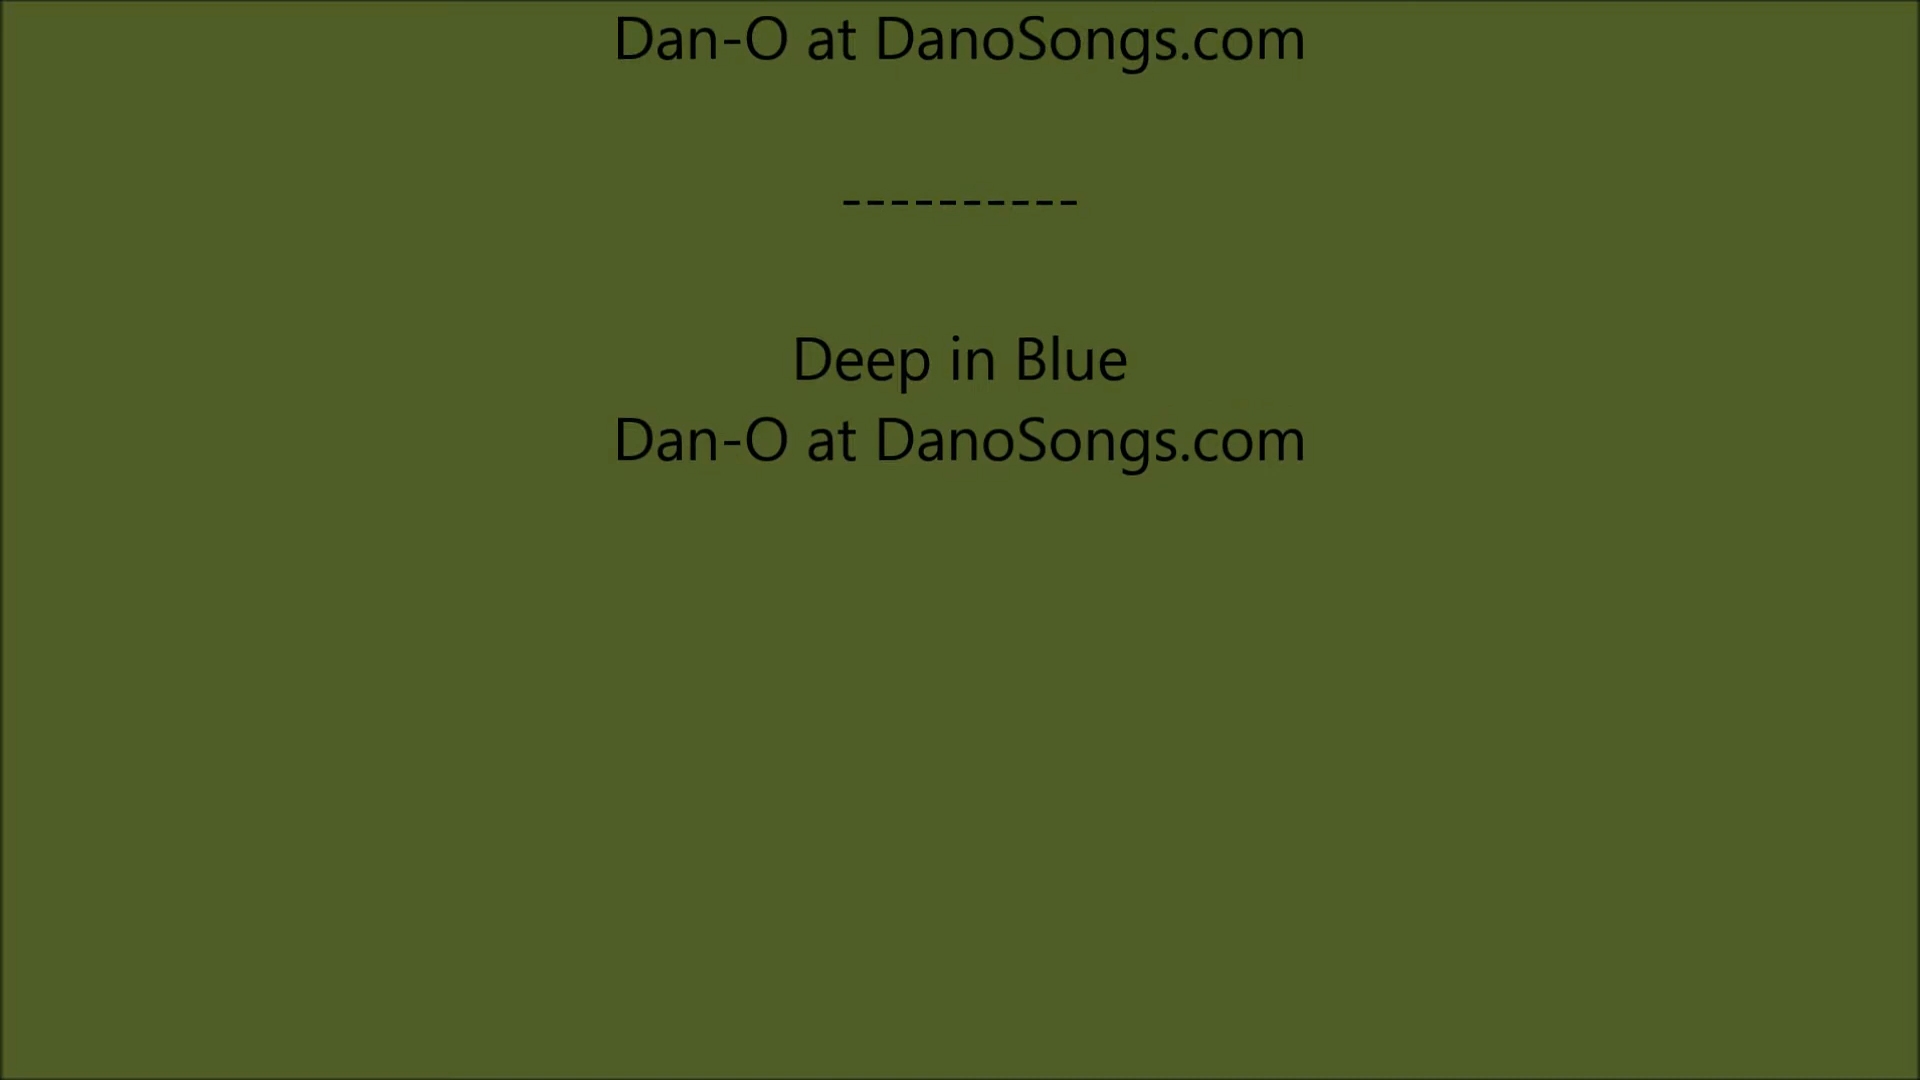 Dan-O at DanoSongs.com
----------
Deep in Blue
Dan-O at DanoSongs.com